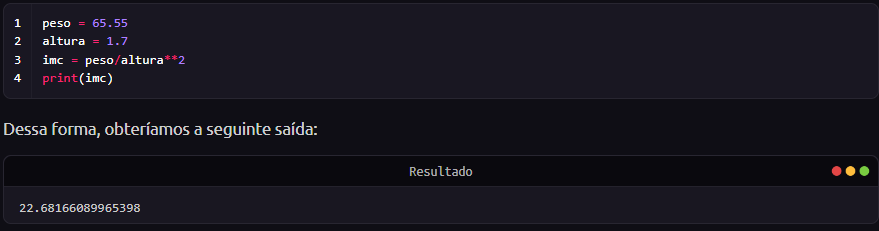 1 peso = 65.55
2 altura = 1.7
3 imc = peso/altura**2
4 print(imc)
Dessa forma, obteríamos a seguinte saída:
Resultado
22.68166089965398